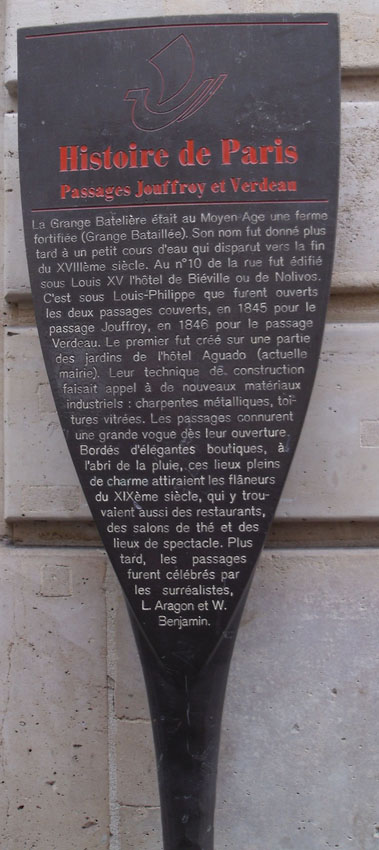 Histoire de Paris
Passages Jouffroy et Verdeau
La Grange Batelière était au Moyen-Age une ferme
fortifiée (Grange Bataillée). Son nom fut donné plus
tard à un petit cours d'eau qui disparut vers la fin
du XVIIIème siècle. Au n°10 de la rue fut édifié
sous Louis XV l'hôtel de Biéville ou de Nolivos.
C'est sous Louis-Philippe que furent ouverts
les deux passages couverts, en 1845 pour le
passage Jouffroy, en 1846 pour le passage
Verdeau. Le premier fut créé sur une partie
des jardins de l'hôtel Aguado (actuelle
mairie). Leur technique de construction
faisait appel à de nouveaux matériaux
industriels : charpentes métalliques, toi-
tures vitrées. Les passages connurent
une grande vogue dès leur ouverture.
Bordés d'élégantes boutiques, à
l'abri de la pluie, ces lieux pleins
de charme attiraient les flâneurs
du XIXème siècle, qui y trou-
vaient aussi des restaurants,
des salons de thé et des
lieux de spectacle. Plus
tard, les passages
furent célébrés par
les surréalistes,
L. Aragon et W.
Benjamin.